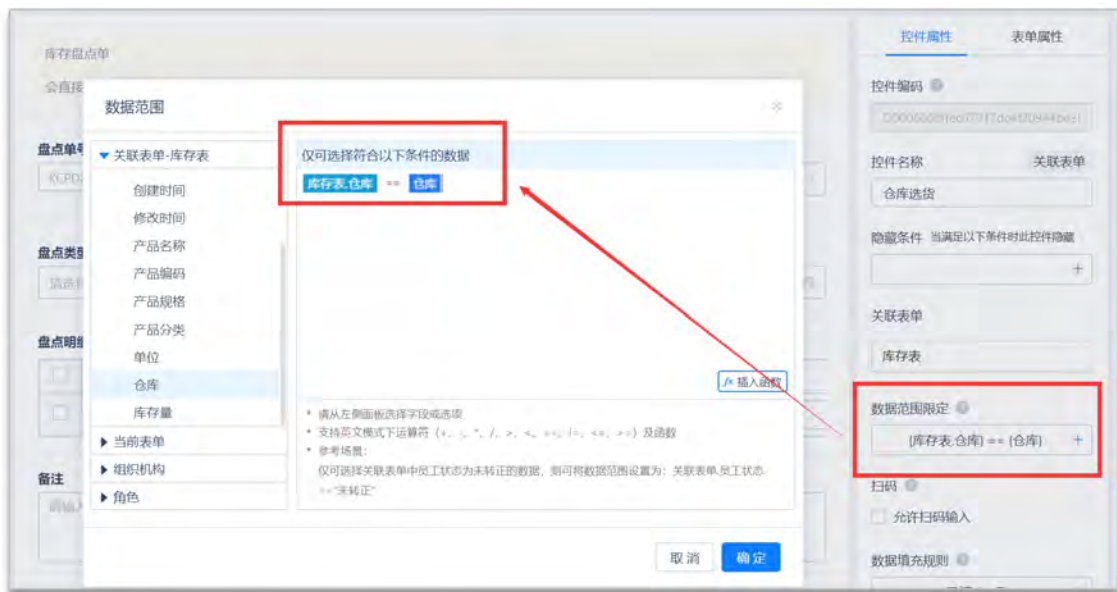 控件属性 表单属性
库存盘点单
会直接
数据范围
控件编码
盘点单号
关联表单-库存表
仅可选择符合以下条件的数据
控件名称 关联表单
KCPD
创建时间
库存表.仓库 == 仓库
仓库选货
修改时间
隐藏条件 当满足以下条件时此控件隐藏
盘点类型
产品名称
+
请选择
产品编码
产品规格
关联表单
盘点明细
产品分类
单位
库存表
仓库
fx 插入函数
库存量
数据范围限定
* 请从左侧面板选择字段或选项
当前表单
* 支持英文模式下运算符 (+, -, *, /, >, <, ==, !=, <=, >=) 及函数
{库存表.仓库} == {仓库} +
* 参考场景:
备注
组织机构
仅可选择关联表单中员工状态为未转正的数据, 则可将数据范围设置为: 关联表单.员工状态
扫码
角色
=="未转正"
允许扫码输入
取消 确定
数据填充规则